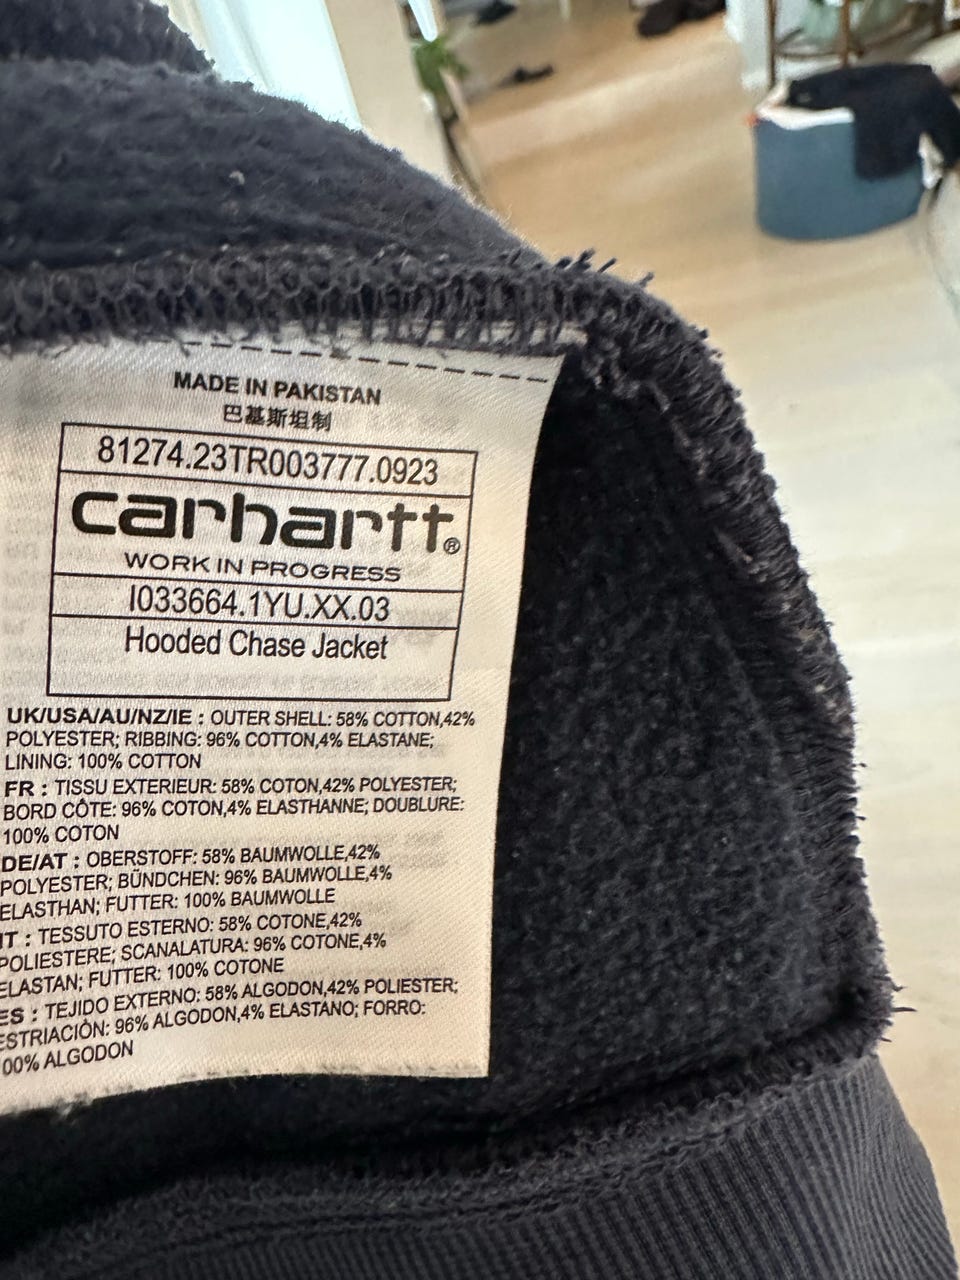 MADE IN PAKISTAN
巴基斯坦制
81274.23TR003777.0923
carhartt®
WORK IN PROGRESS
I033664.1YU.XX.03
Hooded Chase Jacket
UK/USA/AU/NZ/IE : OUTER SHELL: 58% COTTON,42%
POLYESTER; RIBBING: 96% COTTON,4% ELASTANE;
LINING: 100% COTTON
FR : TISSU EXTERIEUR: 58% COTON,42% POLYESTER;
BORD CÔTE: 96% COTON,4% ELASTHANNE; DOUBLURE:
100% COTON
DE/AT : OBERSTOFF: 58% BAUMWOLLE,42%
POLYESTER; BÜNDCHEN: 96% BAUMWOLLE,4%
ELASTHAN; FUTTER: 100% BAUMWOLLE
IT : TESSUTO ESTERNO: 58% COTONE,42%
POLIESTERE; SCANALATURA: 96% COTONE,4%
ELASTAN; FUTTER: 100% COTONE
ES : TEJIDO EXTERNO: 58% ALGODON,42% POLIESTER;
ESTRIACIÒN: 96% ALGODON,4% ELASTANO; FORRO:
00% ALGODON